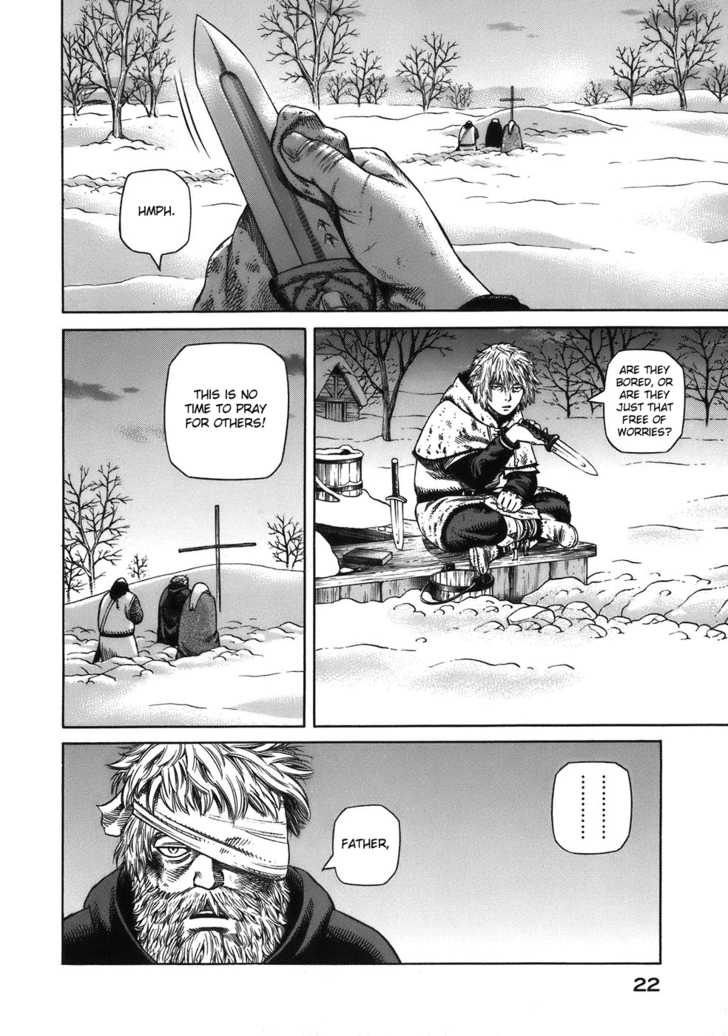 HMPH.
ARE THEY
BORED, OR
ARE THEY
JUST THAT
FREE OF
WORRIES?
THIS IS NO
TIME TO PRAY
FOR OTHERS!
.........
.........
FATHER,
22